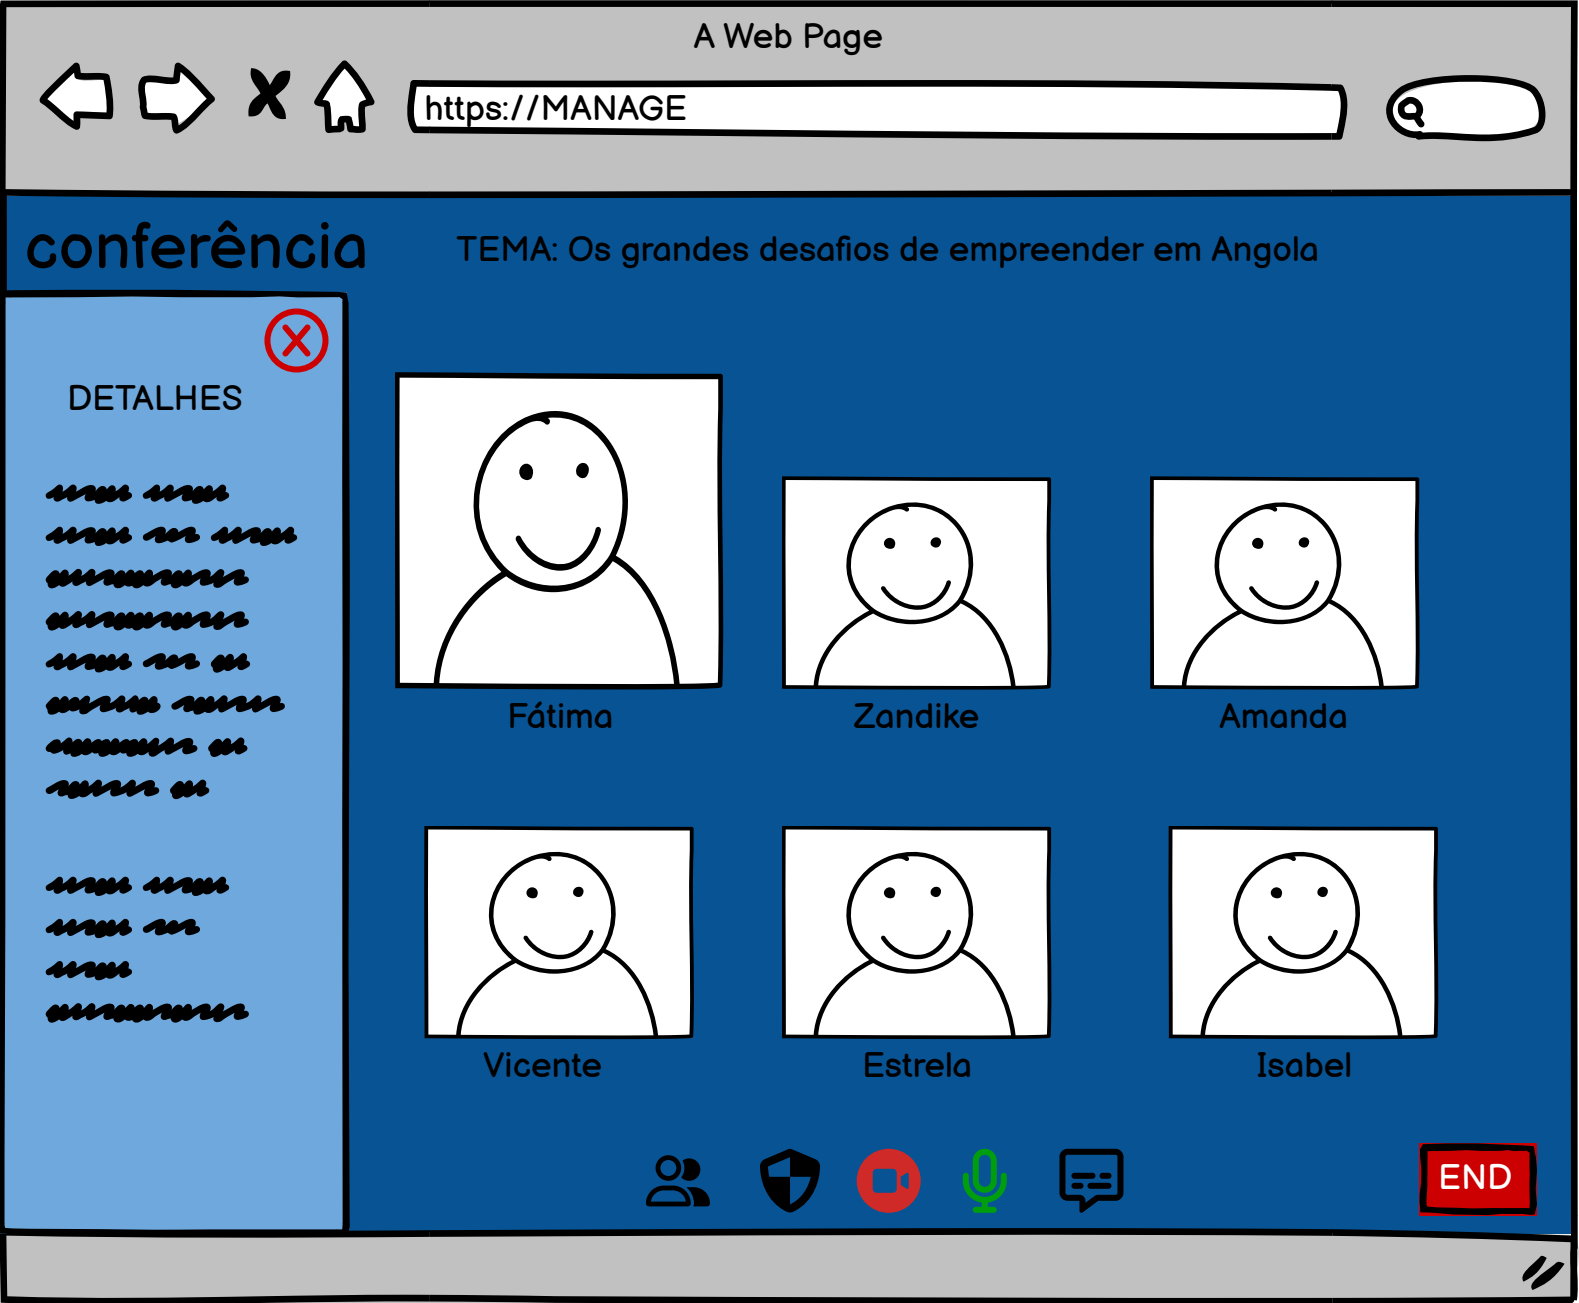 A Web Page
https://MANAGE
conferência
TEMA: Os grandes desafios de empreender em Angola
DETALHES
Fátima
Zandike
Amanda
Vicente
Estrela
Isabel
END